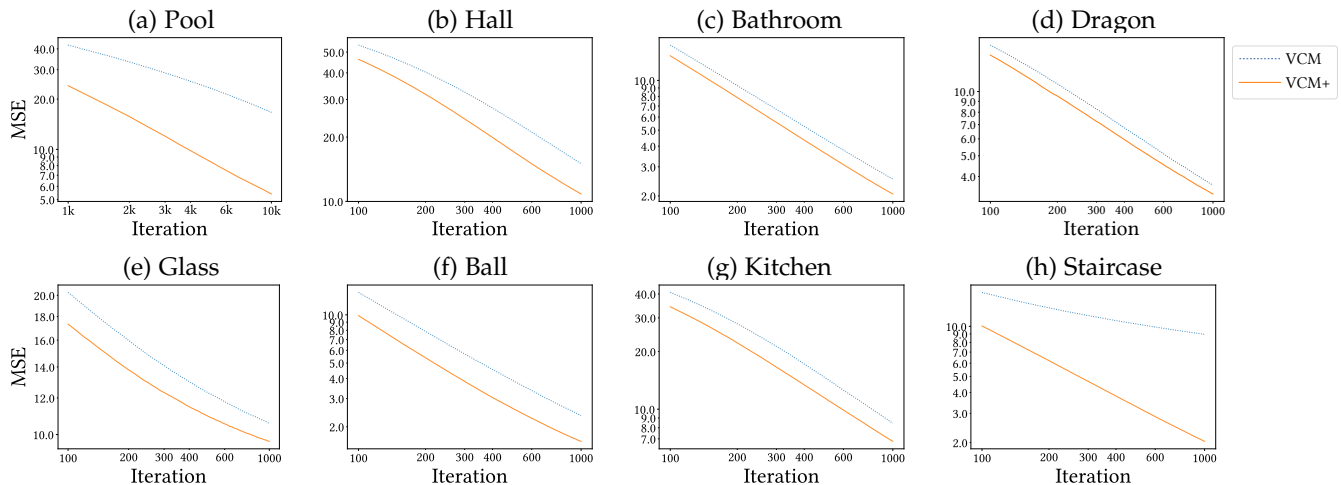 (a) Pool (b) Hall (c) Bathroom (d) Dragon
VCM
VCM+
MSE
40.0
30.0
20.0
10.0
9.0
8.0
7.0
6.0
5.0
1k 2k 3k 4k 6k 10k
Iteration
50.0
40.0
30.0
20.0
10.0
100 200 300 400 600 1000
Iteration
10.0
9.0
8.0
7.0
6.0
5.0
4.0
3.0
2.0
100 200 300 400 600 1000
Iteration
10.0
9.0
8.0
7.0
6.0
5.0
4.0
100 200 300 400 600 1000
Iteration
(e) Glass (f) Ball (g) Kitchen (h) Staircase
MSE
20.0
18.0
16.0
14.0
12.0
10.0
100 200 300 400 600 1000
Iteration
10.0
9.0
8.0
7.0
6.0
5.0
4.0
3.0
2.0
100 200 300 400 600 1000
Iteration
40.0
30.0
20.0
10.0
9.0
8.0
7.0
100 200 300 400 600 1000
Iteration
10.0
9.0
8.0
7.0
6.0
5.0
4.0
3.0
2.0
100 200 300 400 600 1000
Iteration